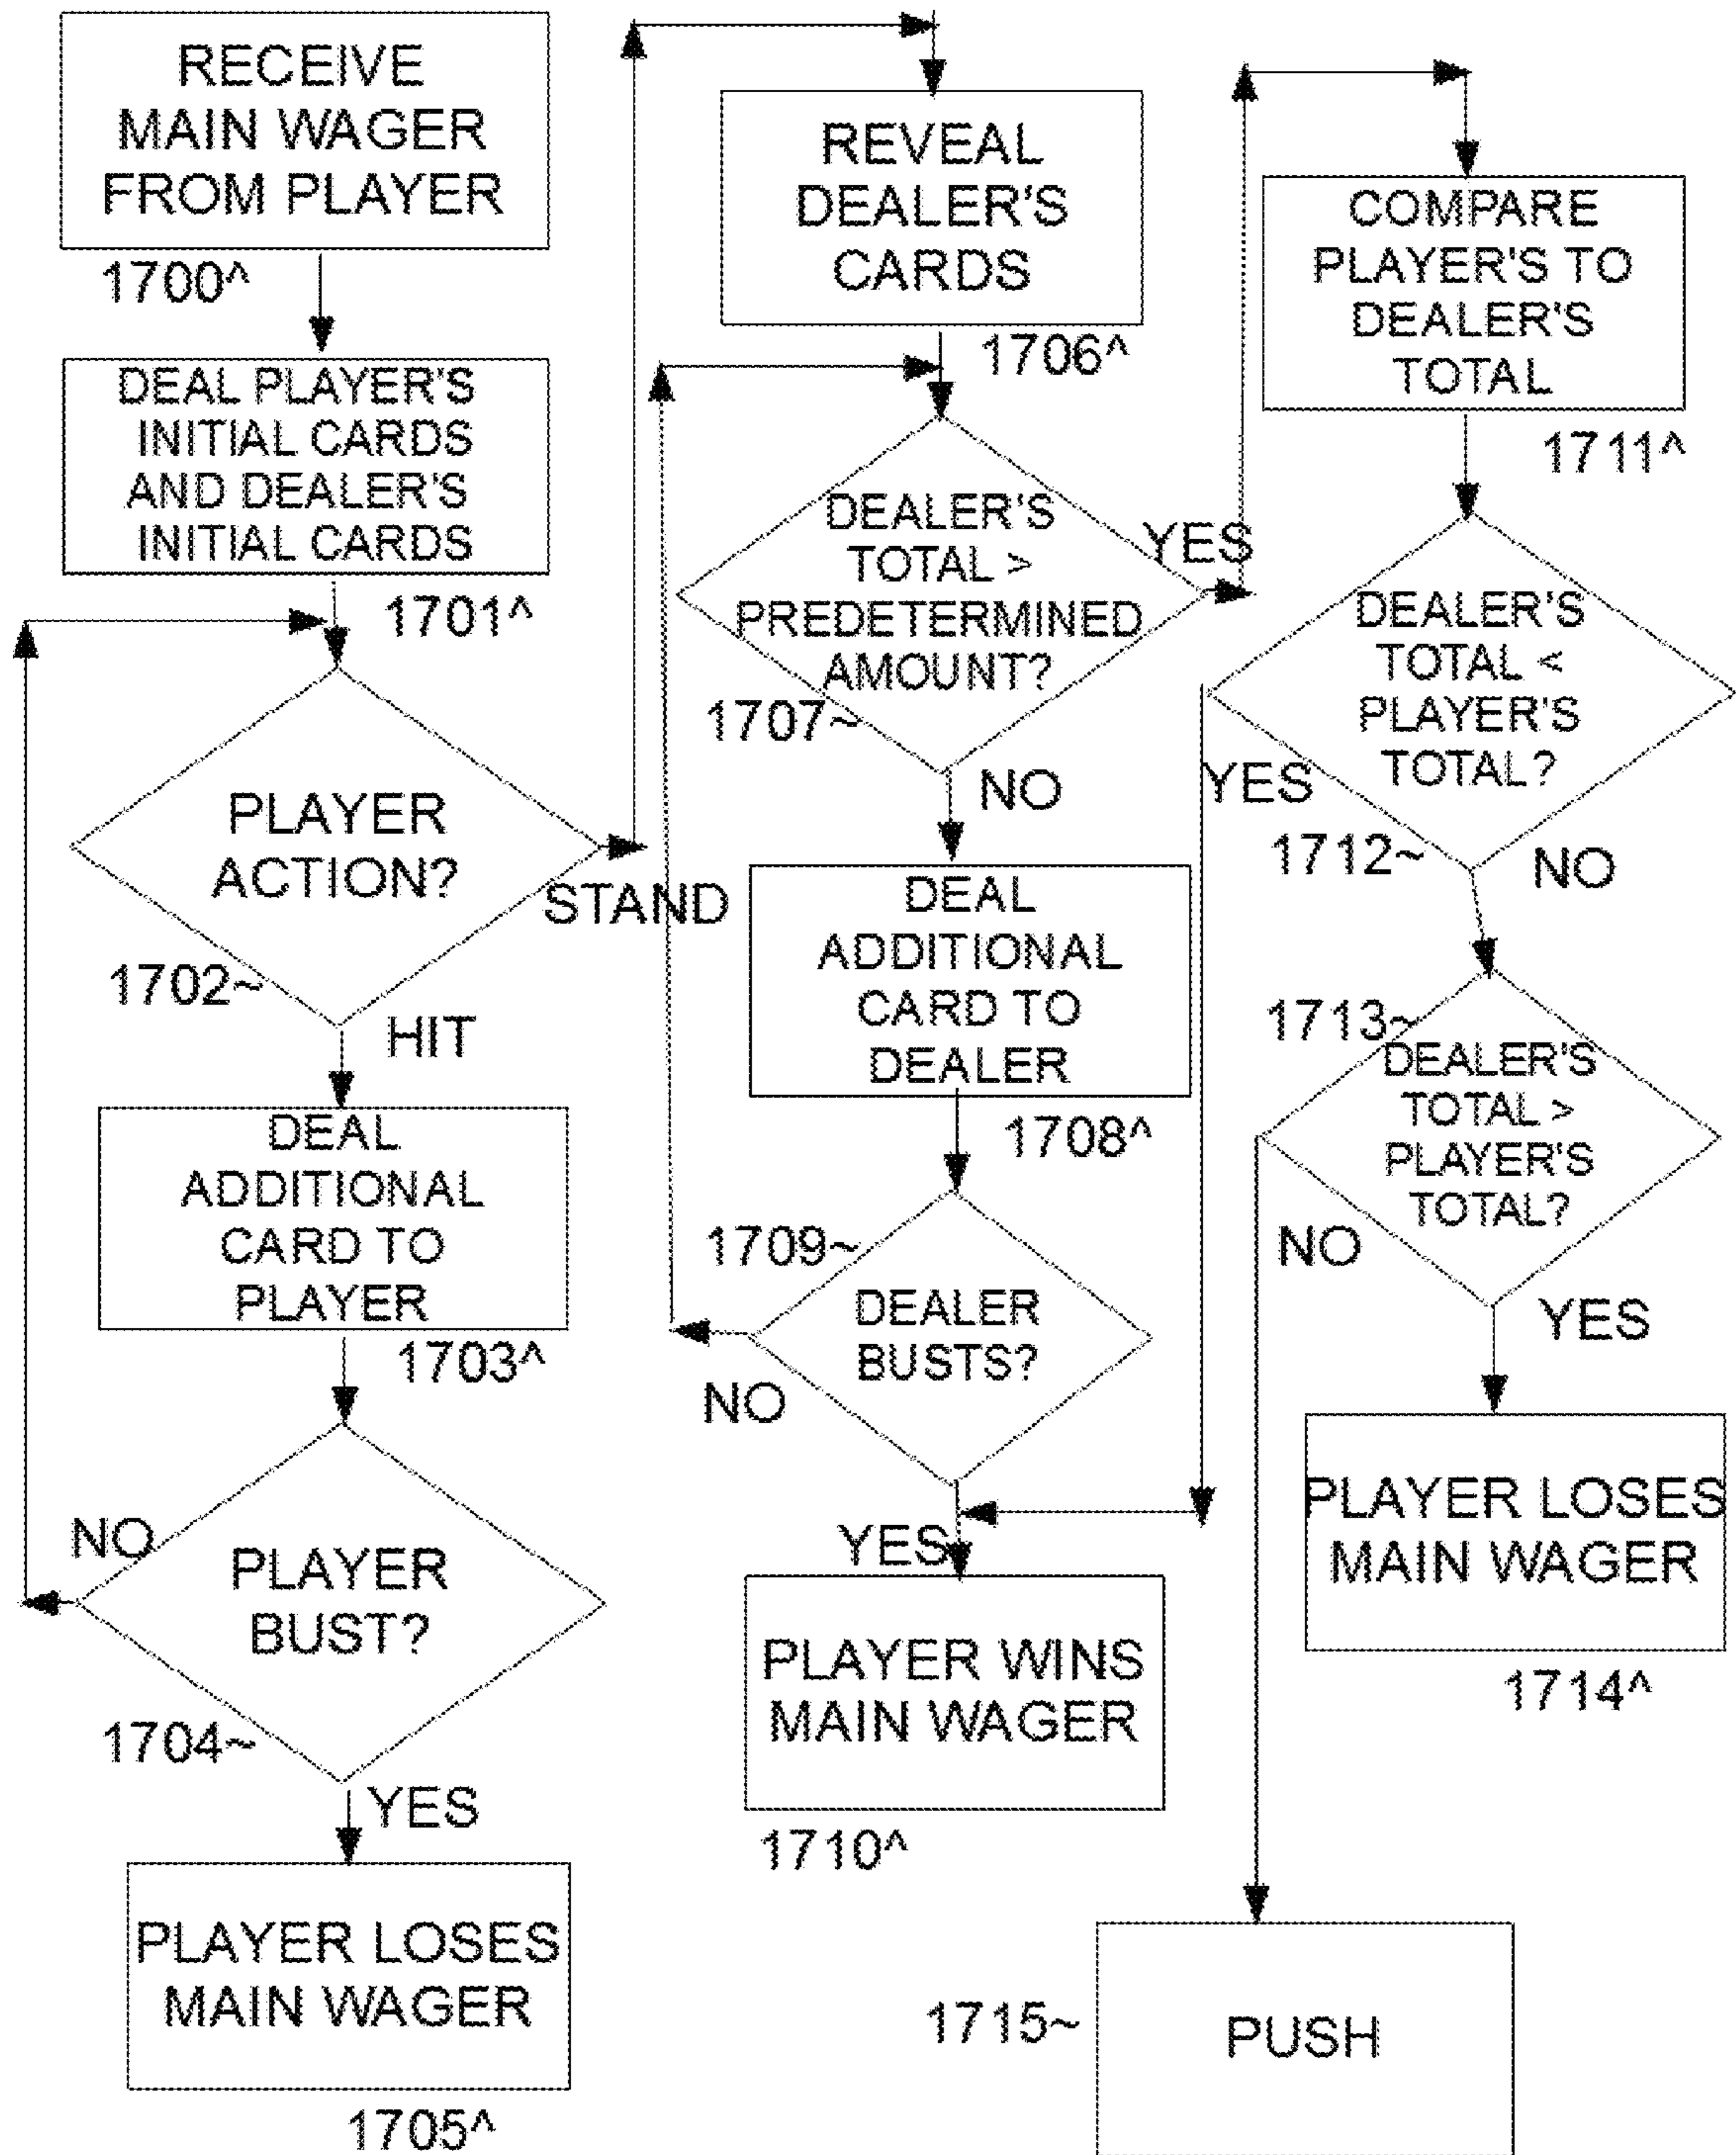 RECEIVE
MAIN WAGER
FROM PLAYER
1700^
DEAL PLAYER'S
INITIAL CARDS
AND DEALER'S
INITIAL CARDS
1701^
PLAYER
ACTION?
STAND
1702~
HIT
DEAL
ADDITIONAL
CARD TO
PLAYER
1703^
NO
PLAYER
BUST?
1704~
YES
PLAYER LOSES
MAIN WAGER
1705^
REVEAL
DEALER'S
CARDS
1706^
DEALER'S
TOTAL >
PREDETERMINED
AMOUNT?
YES
1707~
NO
DEAL
ADDITIONAL
CARD TO
DEALER
1708^
1709~
DEALER
BUSTS?
NO
YES
PLAYER WINS
MAIN WAGER
1710^
COMPARE
PLAYER'S TO
DEALER'S
TOTAL
1711^
DEALER'S
TOTAL <
PLAYER'S
TOTAL?
YES
1712~
NO
1713~
DEALER'S
TOTAL >
PLAYER'S
TOTAL?
NO
YES
PLAYER LOSES
MAIN WAGER
1714^
1715~
PUSH